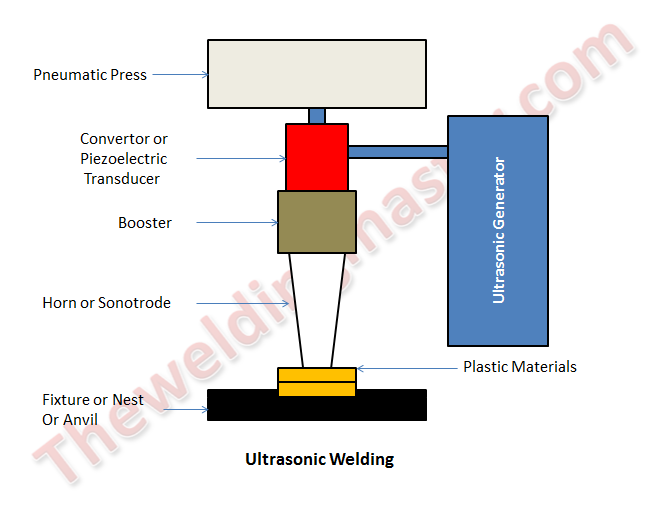 Pneumatic Press
Convertor or
Piezoelectric
Transducer
Booster
Horn or Sonotrode
Fixture or Nest
Or Anvil
Plastic Materials
Ultrasonic Generator
Ultrasonic Welding